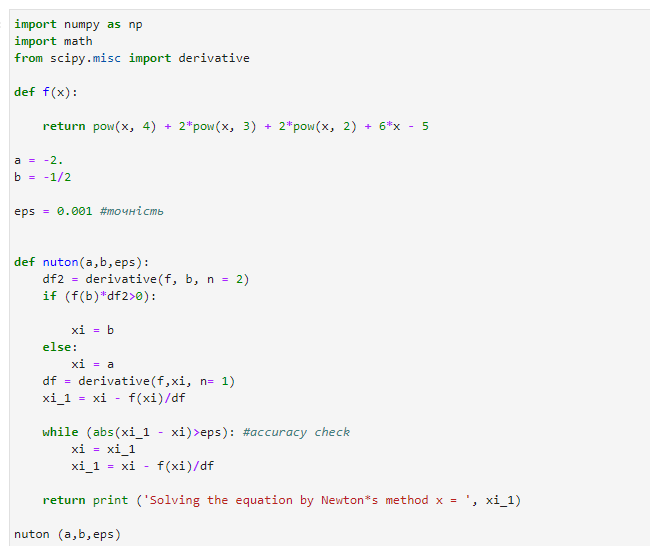 import numpy as np
import math
from scipy.misc import derivative
def f(x):
return pow(x, 4) + 2*pow(x, 3) + 2*pow(x, 2) + 6*x - 5
a = -2.
b = -1/2
eps = 0.001 #точність
def nuton(a,b,eps):
df2 = derivative(f, b, n = 2)
if (f(b)*df2>0):
xi = b
else:
xi = a
df = derivative(f,xi, n= 1)
xi_1 = xi - f(xi)/df
while (abs(xi_1 - xi)>eps): #accuracy check
xi = xi_1
xi_1 = xi - f(xi)/df
return print ('Solving the equation by Newton*s method x = ', xi_1)
nuton (a,b,eps)